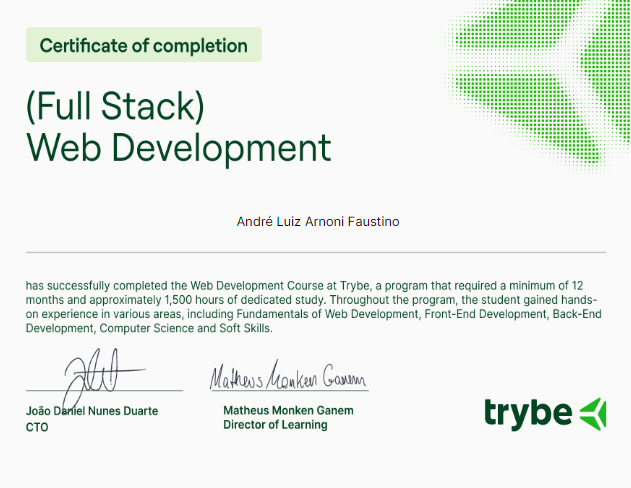 Certificate of completion
(Full Stack)
Web Development
André Luiz Arnoni Faustino
has successfully completed the Web Development Course at Trybe, a program that required a minimum of 12
months and approximately 1,500 hours of dedicated study. Throughout the program, the student gained hands-
on experience in various areas, including Fundamentals of Web Development, Front-End Development, Back-End
Development, Computer Science and Soft Skills.
Matheus Monken Ganem
João Daniel Nunes Duarte
CTO
Matheus Monken Ganem
Director of Learning
trybe